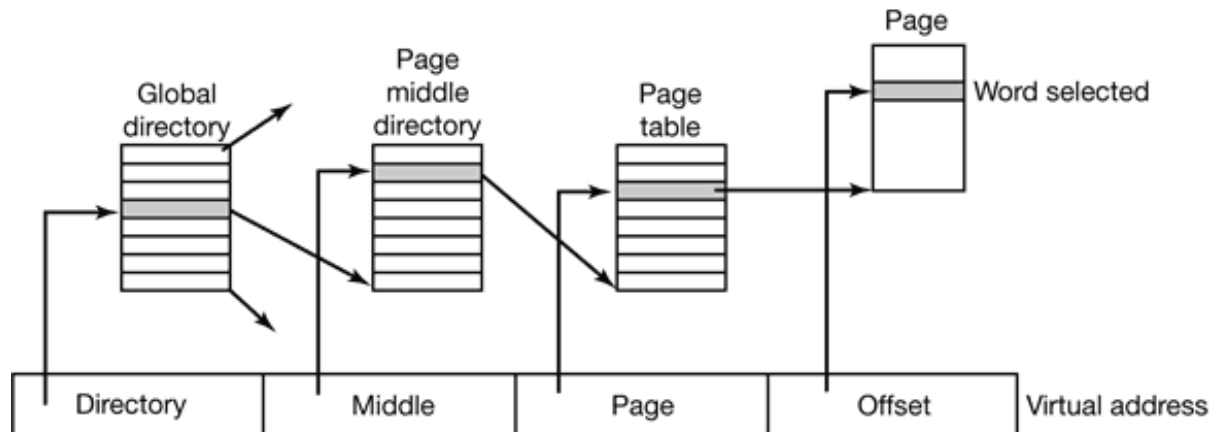 Page
Word selected
Page
middle
directory
Global
directory
Page
table
Directory
Middle
Page
Offset
Virtual address